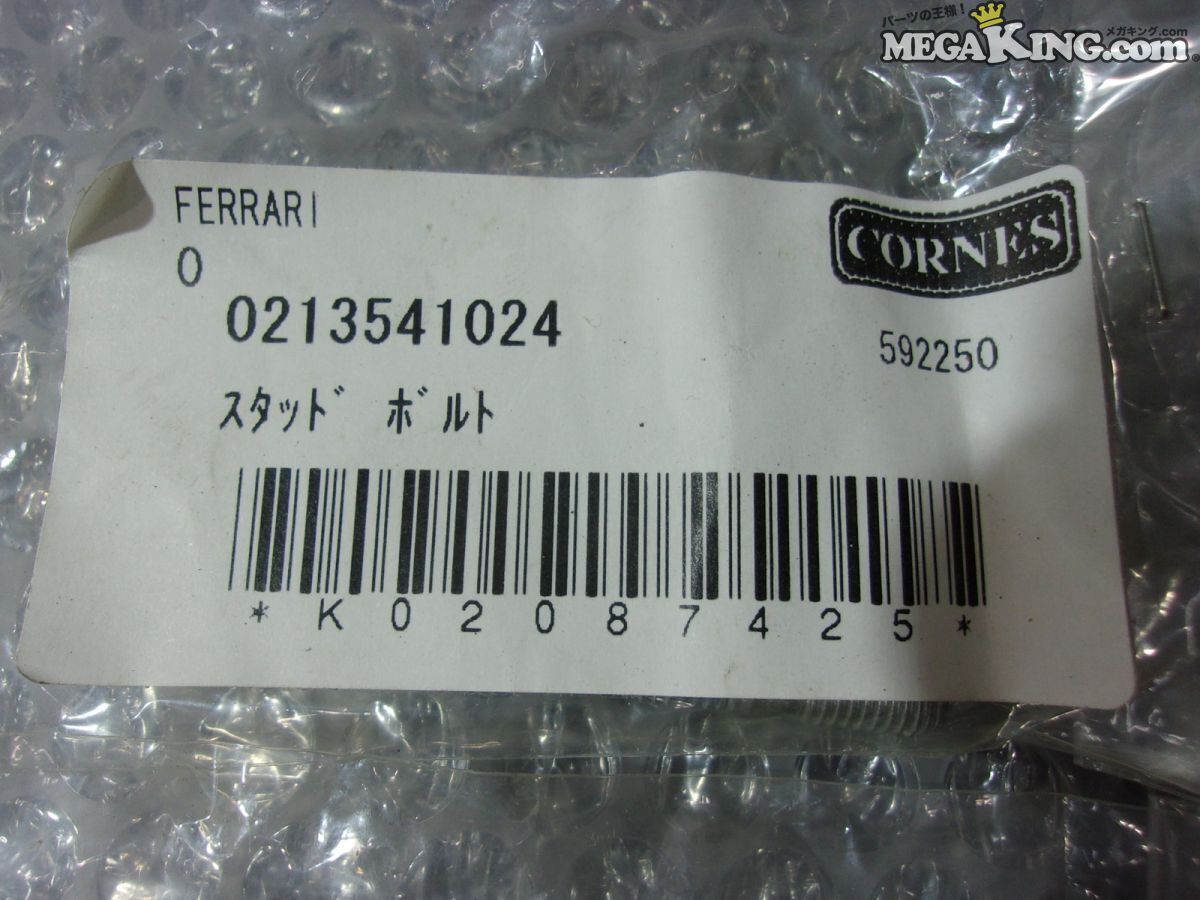 パーツの王様！ メガキング.com
MEGAKING.com®
FERRARI
CORNES
0
0213541024
592250
ｽﾀｯﾄﾞ ﾎﾞﾙﾄ
*K02087425*